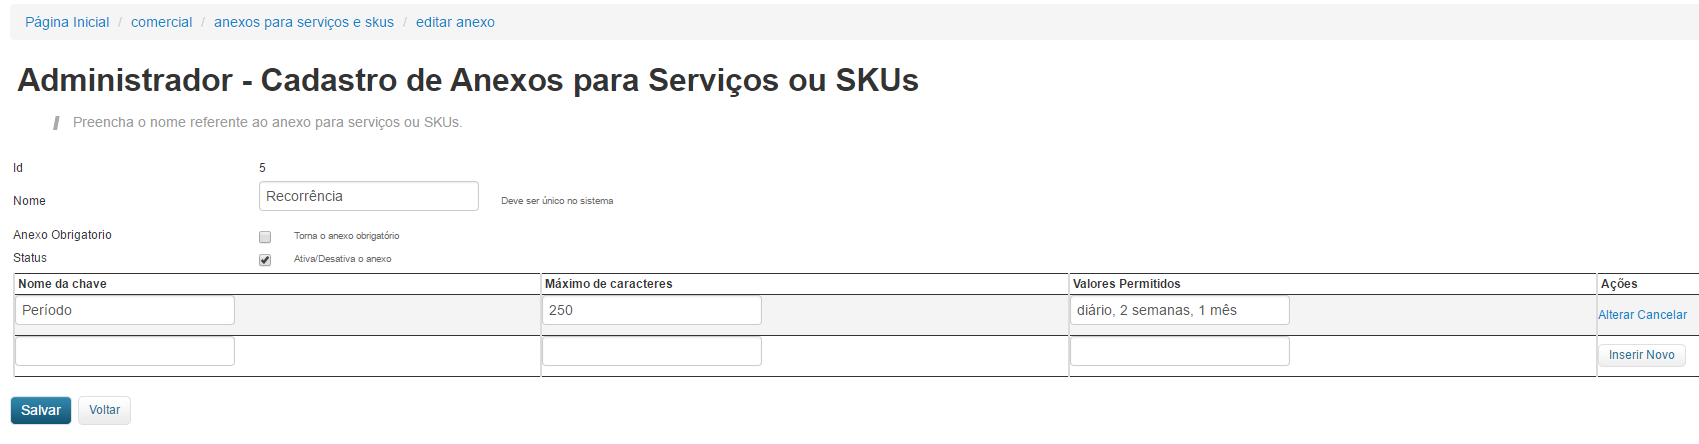 Página Inicial / comercial / anexos para serviços e skus / editar anexo
Administrador - Cadastro de Anexos para Serviços ou SKUs
// Preencha o nome referente ao anexo para serviços ou SKUs.
Id 5
Nome Recorrência Deve ser único no sistema
Anexo Obrigatorio Torna o anexo obrigatório
Status Ativa/Desativa o anexo
Nome da chave Máximo de caracteres Valores Permitidos Ações
Período 250 diário, 2 semanas, 1 mês Alterar Cancelar
Inserir Novo
Salvar Voltar